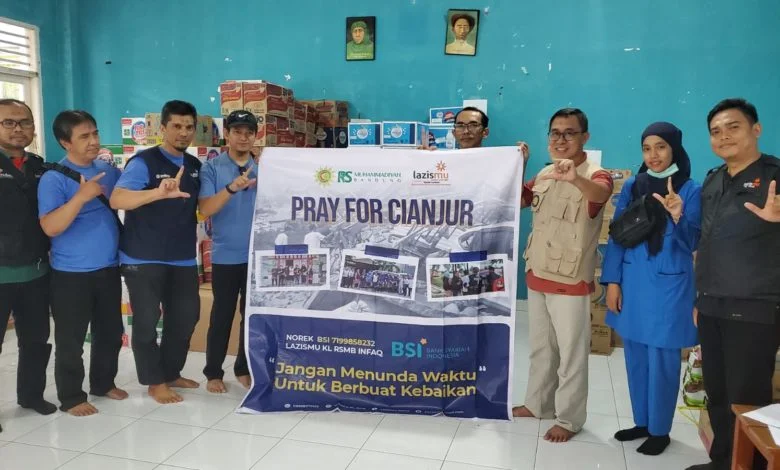 RS MUHAMMADIYAH
BANDUNG
lazismu
PRAY FOR CIANJUR
NOREK BSI 7199858232
LAZISMU KL RSMB INFAQ
BSI BANK SYARIAH
INDONESIA
"Jangan Menunda Waktu"
Untuk Berbuat Kebaikan